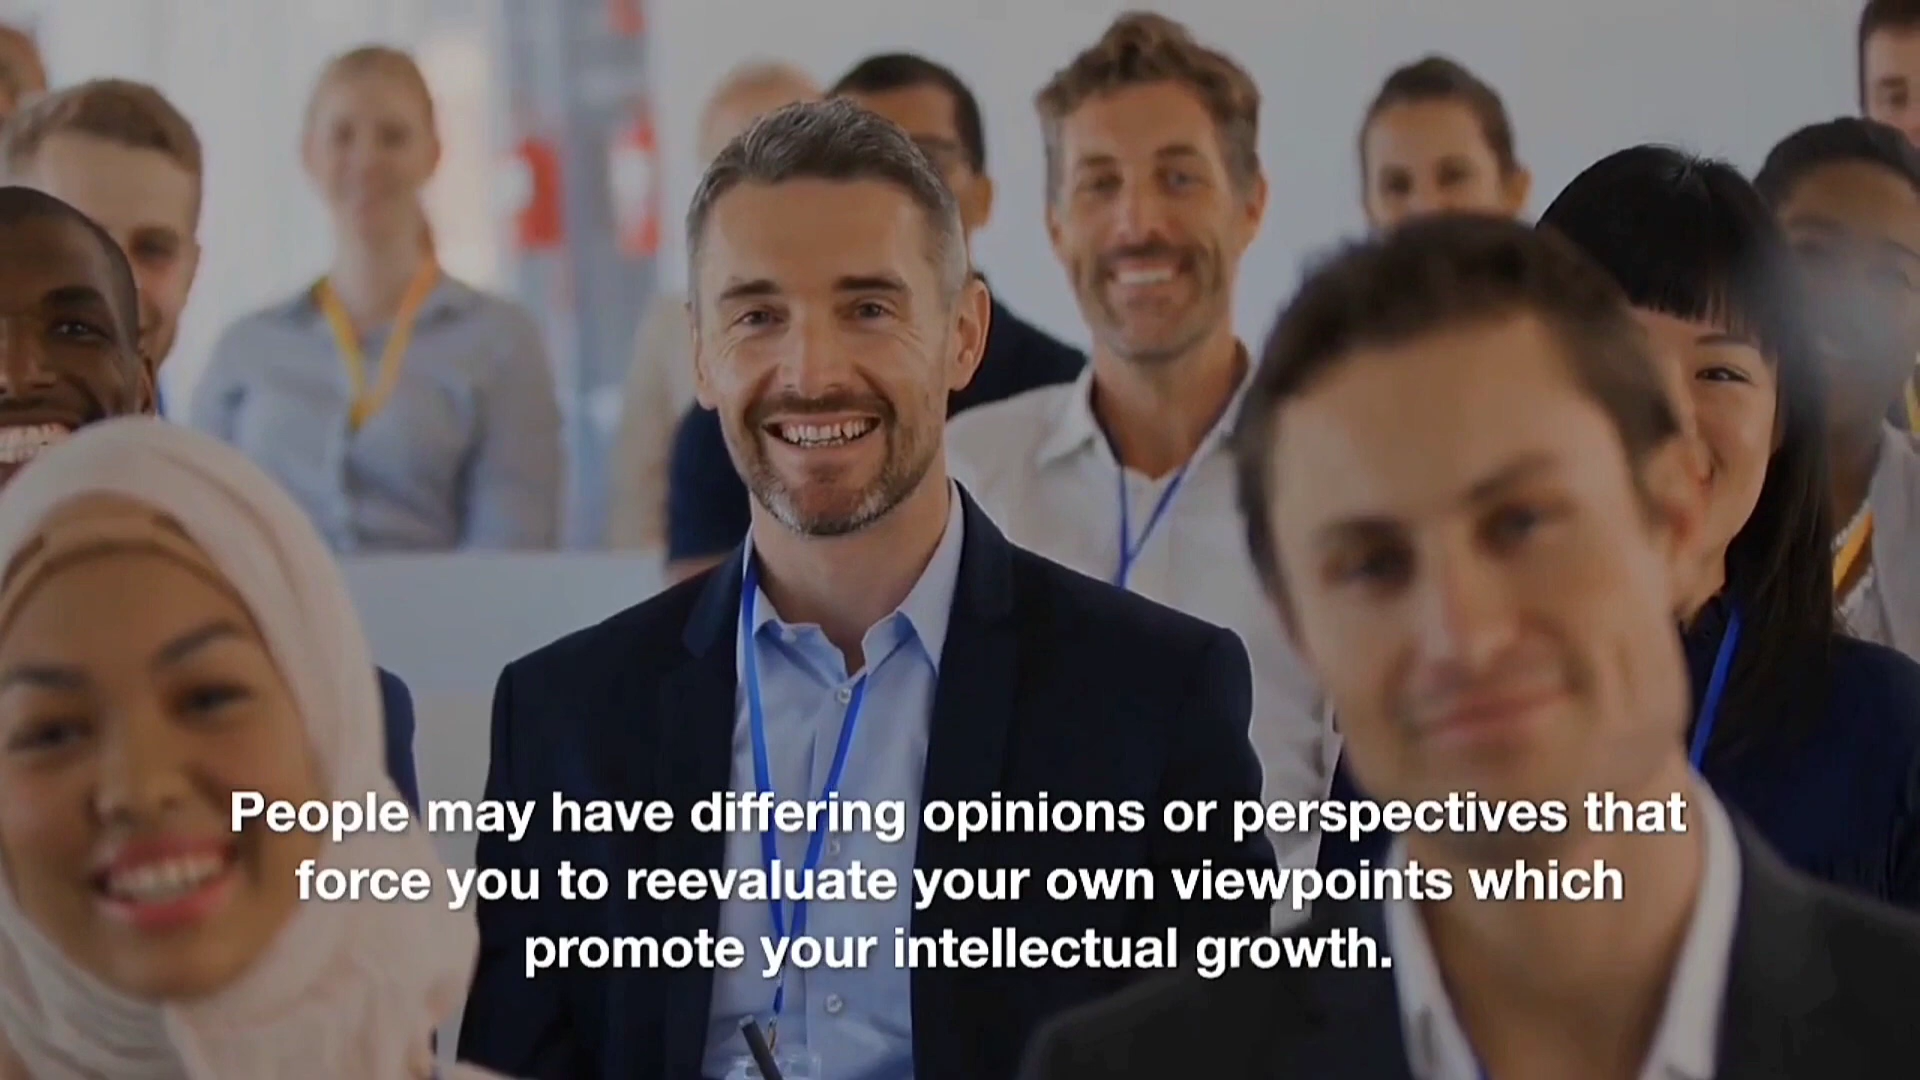 People may have differing opinions or perspectives that
force you to reevaluate your own viewpoints which
promote your intellectual growth.